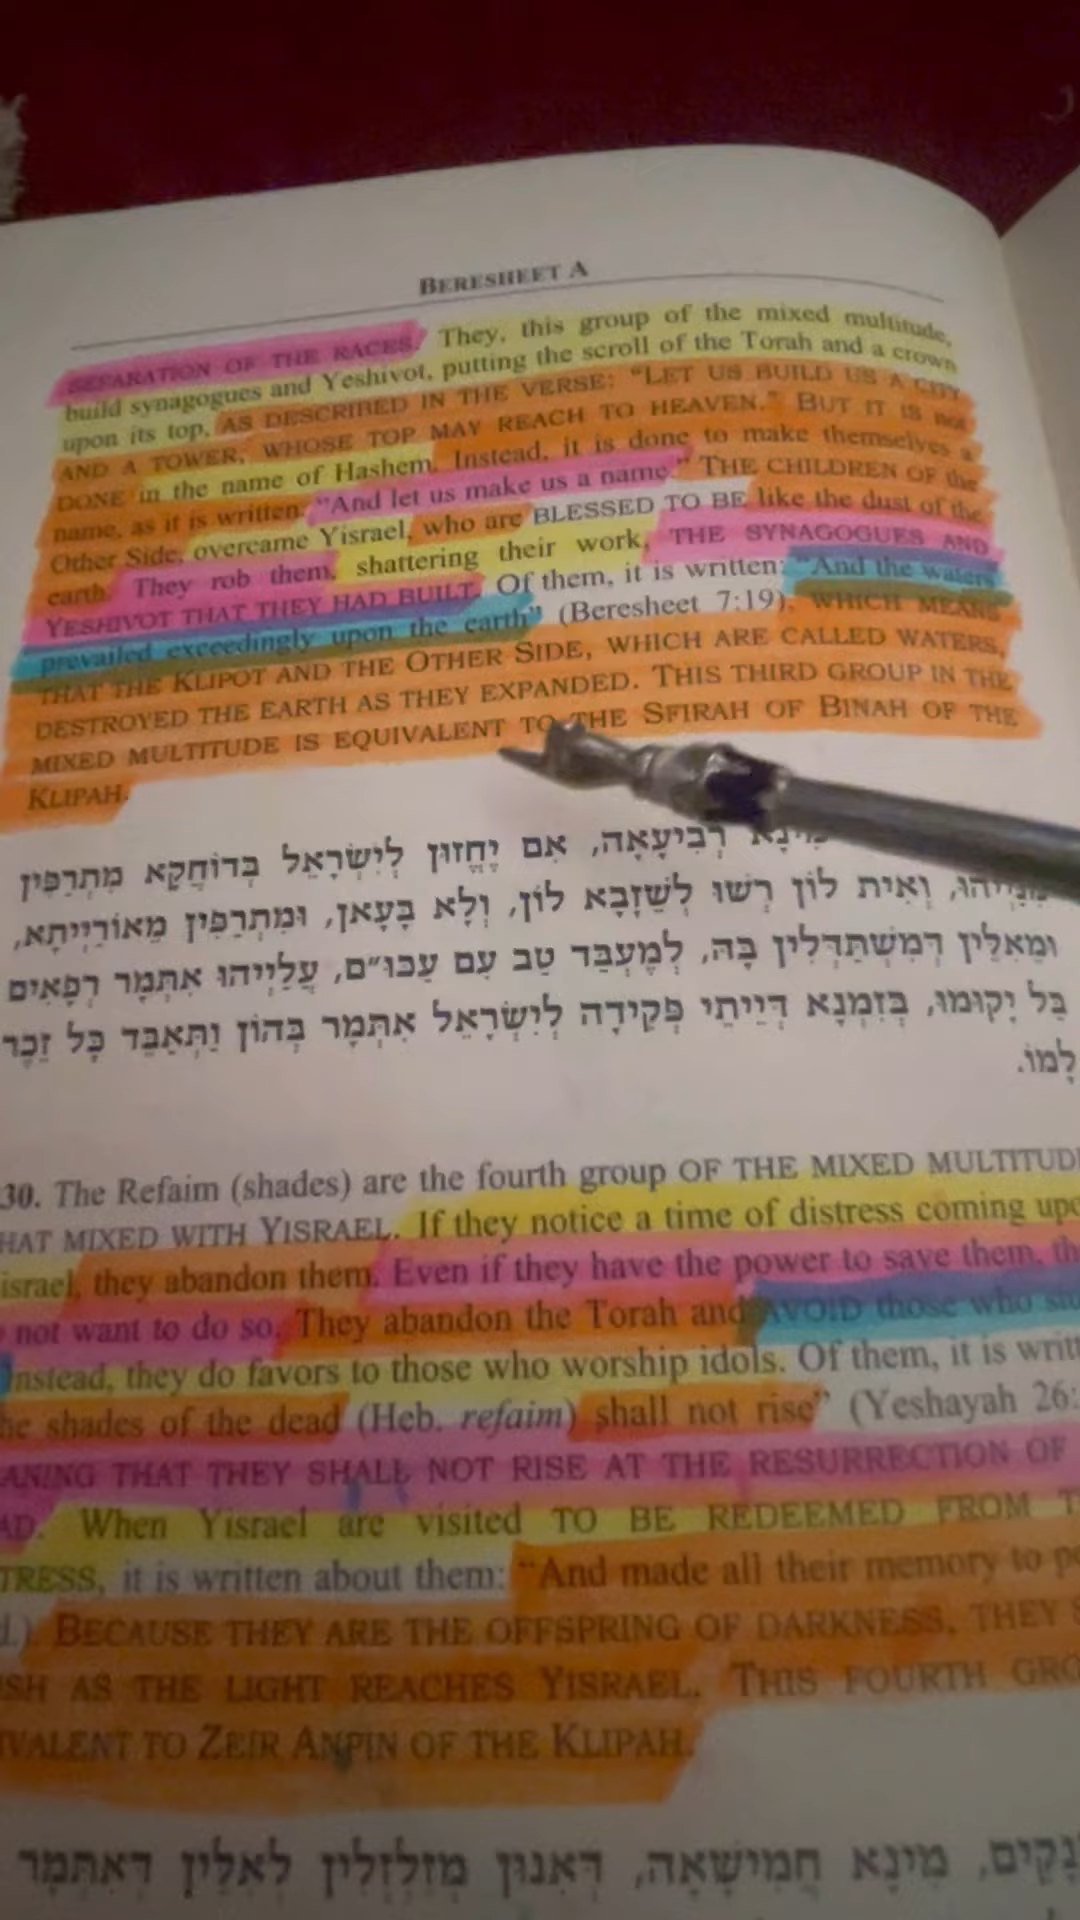 BERESHEET A
SEPARATION OF THE RACES. They, this group of the mixed multitude,
build synagogues and Yeshivot, putting the scroll of the Torah and a crown
upon its top, AS DESCRIBED IN THE VERSE: "LET US BUILD US A CITY
AND A TOWER, WHOSE TOP MAY REACH TO HEAVEN." BUT IT IS not
DONE in the name of Hashem. Instead, it is done to make themselves a
name, as it is written: "And let us make us a name." THE CHILDREN OF the
Other Side, overcame Yisrael, who are BLESSED TO BE like the dust of the
earth. They rob them, shattering their work, THE SYNAGOGUES AND
YESHIVOT THAT THEY HAD BUILT. Of them, it is written: "And the waters
prevailed exceedingly upon the earth" (Beresheet 7:19), WHICH MEANS
THAT THE KLIPOT AND THE OTHER SIDE, WHICH ARE CALLED WATERS,
DESTROYED THE EARTH AS THEY EXPANDED. THIS THIRD GROUP IN THE
MIXED MULTITUDE IS EQUIVALENT TO THE SFIRAH OF BINAH OF THE
KLIPAH.
מִינָא רְבִיעָאָה, אִם יֶחֱזוּן לְיִשְׂרָאֵל בְּדוֹחֲקָא מִתְרַפִּין
מִנַּיְיהוּ, וְאִית לוֹן רְשׁוּ לְשֵׁזָבָא לוֹן, וְלָא בָּעָאן, וּמִתְרַפִּין מֵאוֹרַיְיתָא,
וּמֵאִלֵּין דְּמִשְׁתַּדְּלִין בָּהּ, לְמֶעְבַּד טַב עִם עַכּוּ״ם, עֲלַיְיהוּ אִתְּמַר רְפָאִים
בַּל יָקוּמוּ, בְּזִמְנָא דְּיֵיתֵי פְּקִידָה לְיִשְׂרָאֵל אִתְּמַר בְּהוֹן וַתְּאַבֵּד כָּל זֵכֶר
לָמוֹ.
30. The Refaim (shades) are the fourth group OF THE MIXED
HAT MIXED WITH YISRAEL. If they notice a time of distress coming
israel, they abandon them. Even if they have the power to save them,
not want to do so. They abandon the Torah and AVOID those who
Instead, they do favors to those who worship idols. Of them, it is
he shades of the dead (Heb. refaim) shall not rise" (Yeshayah 26:
ANING THAT THEY SHALL NOT RISE AT THE RESURRECTION OF
AD. When Yisrael are visited TO BE REDEEMED FROM
TRESS, it is written about them: "And made all their memory to
BECAUSE THEY ARE THE OFFSPRING OF DARKNESS, THEY
SH AS THE LIGHT REACHES YISRAEL. THIS FOURTH
IVALENT TO ZEIR ANPIN OF THE KLIPAH.
מִינָא חֲמִישָׁאָה, דְּאִנּוּן מְזַלְזְלִין לְאִלֵּין דְּאִתְּמַר